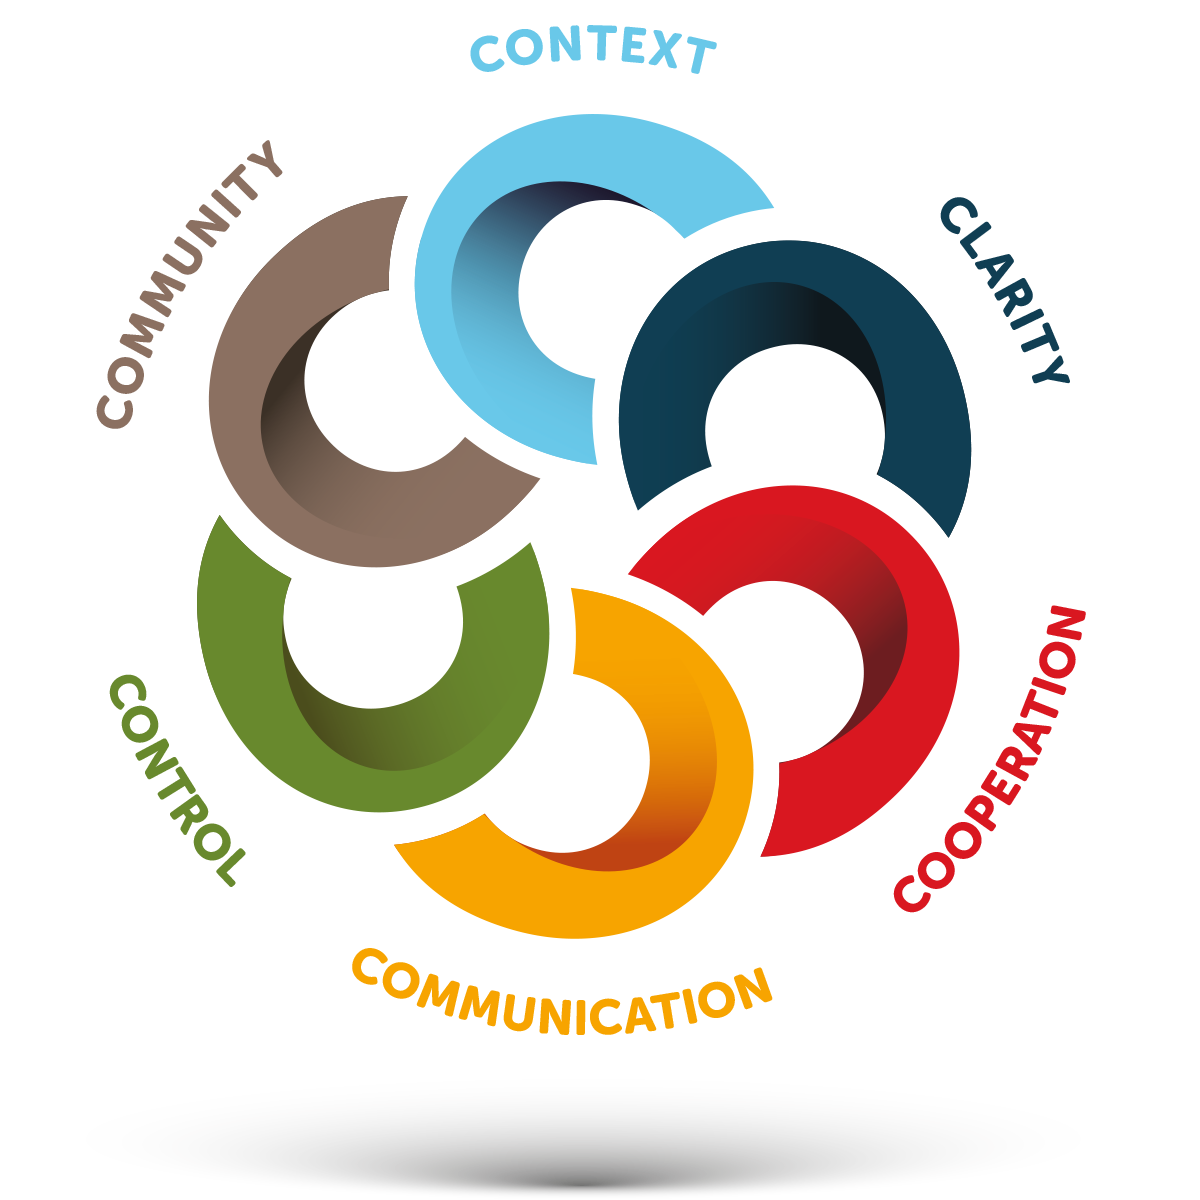 CONTEXT
CLARITY
COOPERATION
COMMUNICATION
CONTROL
COMMUNITY